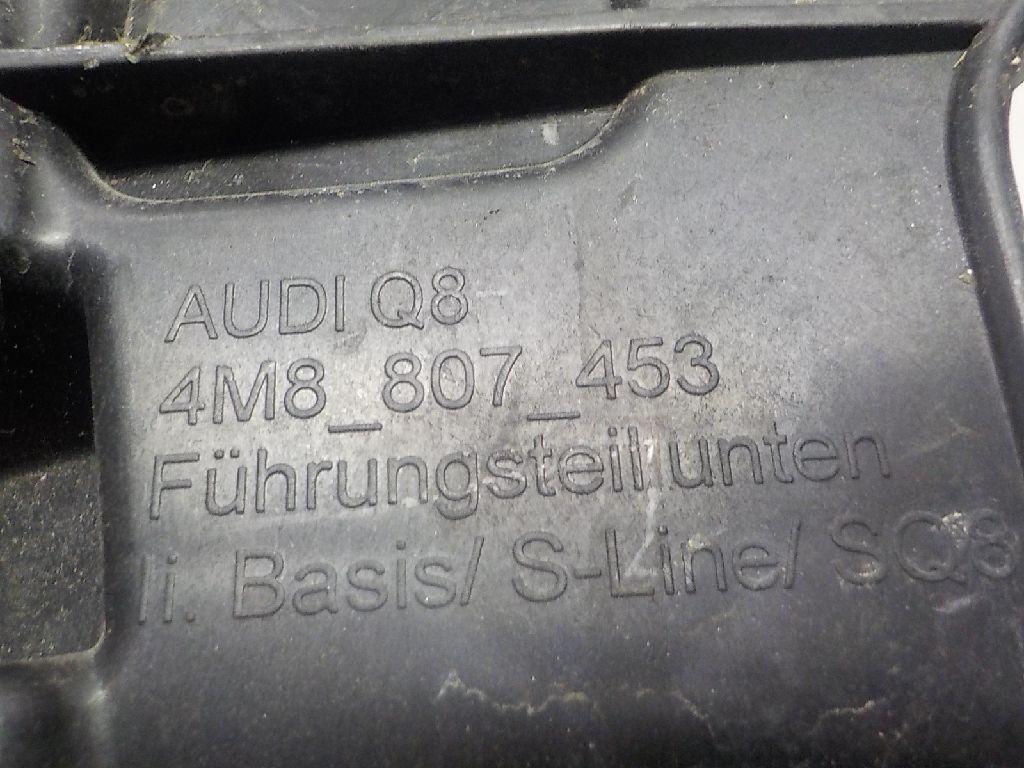 AUDI Q8
4M8_807_453
Führungsteil unten
li. Basis/ S-Line/ SQ8